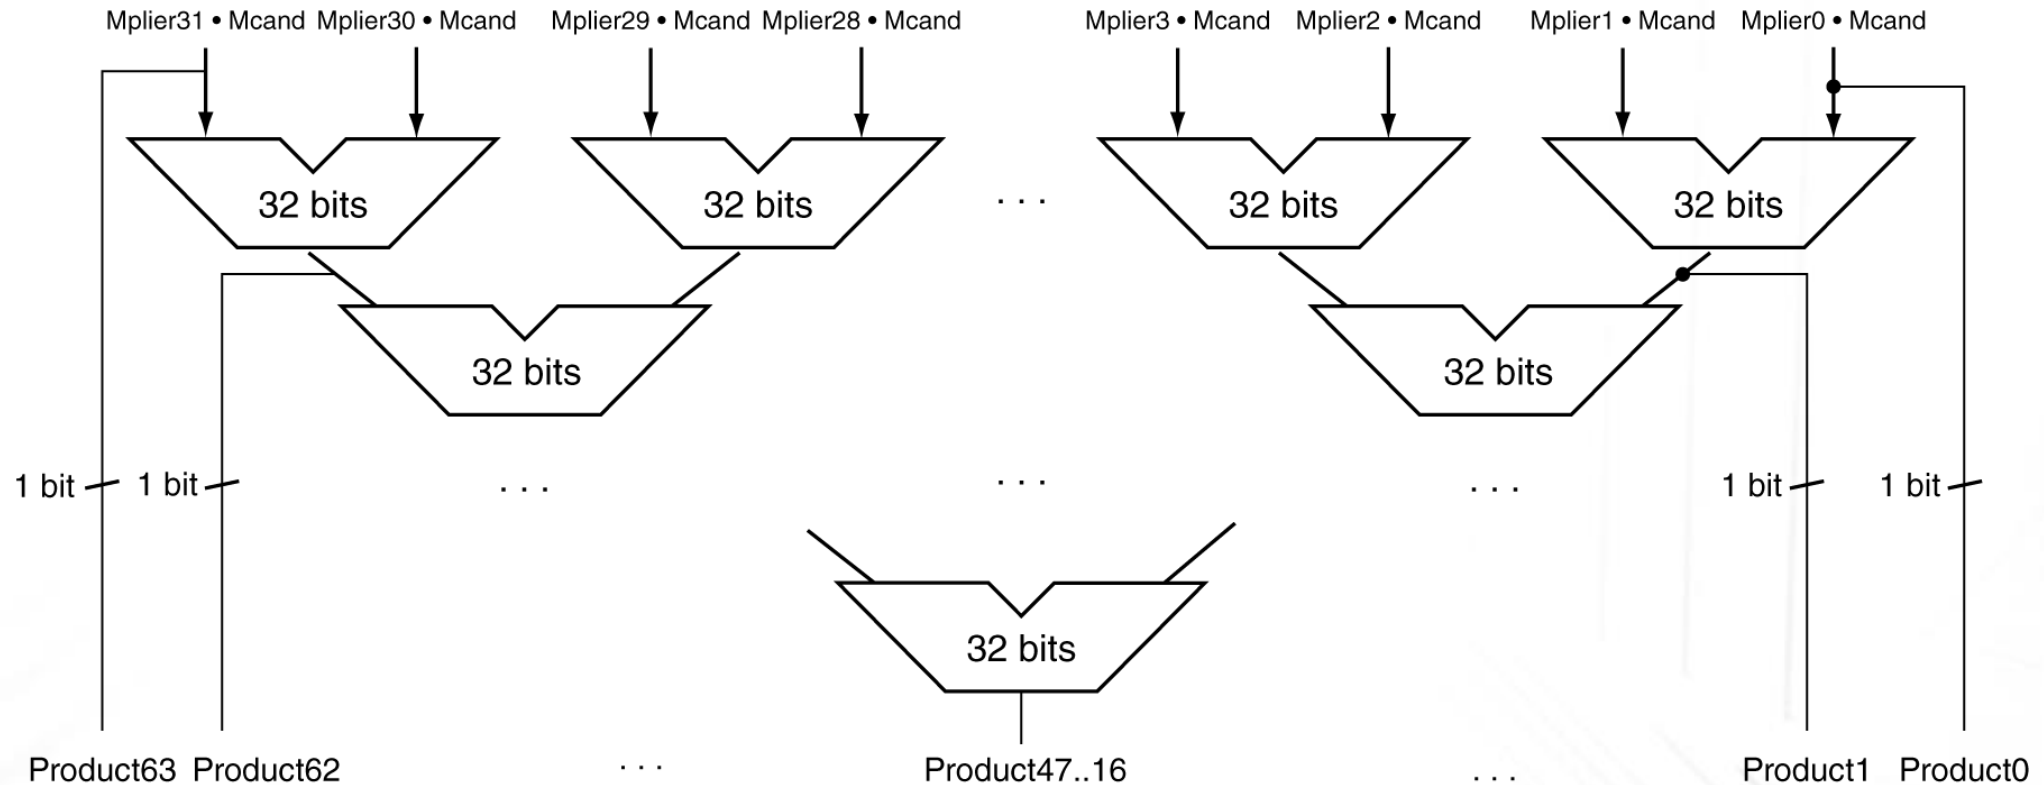 Mplier31 • Mcand Mplier30 • Mcand Mplier29 • Mcand Mplier28 • Mcand Mplier3 • Mcand Mplier2 • Mcand Mplier1 • Mcand Mplier0 • Mcand
32 bits 32 bits . . . 32 bits 32 bits
32 bits 32 bits
1 bit 1 bit . . . . . . . . . 1 bit 1 bit
32 bits
Product63 Product62 . . . Product47..16 . . . Product1 Product0